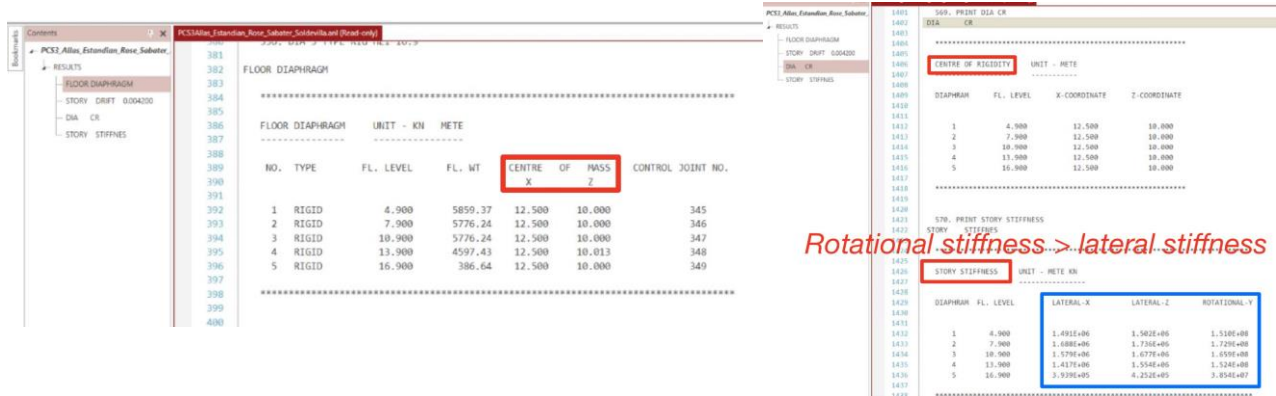 Contents
Bookmarks
PCS3_Allas_Estandian_Rose_Sabater_
RESULTS
FLOOR DIAPHRAGM
STORY DRIFT 0.004200
DIA CR
STORY STIFFNES
PCS3Allas_Estandian_Rose_Sabater_Soldevilla.anl (Read-only)
381
382 FLOOR DIAPHRAGM
383
384 ****************************************************************************
385
386 FLOOR DIAPHRAGM UNIT - KN METE
387 --------------- ----------------
388
389 NO. TYPE FL. LEVEL FL. WT CENTRE OF MASS CONTROL JOINT NO.
390 X Z
391
392 1 RIGID 4.900 5859.37 12.500 10.000 345
393 2 RIGID 7.900 5776.24 12.500 10.000 346
394 3 RIGID 10.900 5776.24 12.500 10.000 347
395 4 RIGID 13.900 4597.43 12.500 10.013 348
396 5 RIGID 16.900 386.64 12.500 10.000 349
397
398 ****************************************************************************
399
400
PCS3_Allas_Estandian_Rose_Sabater_
RESULTS
FLOOR DIAPHRAGM
STORY DRIFT 0.004200
DIA CR
STORY STIFFNES
1401 569. PRINT DIA CR
1402 DIA CR
1403
1404 ************************************************************
1405
1406 CENTRE OF RIGIDITY UNIT - METE
1407 ------------------ -----------
1408
1409 DIAPHRAM FL. LEVEL X-COORDINATE Z-COORDINATE
1410
1411
1412 1 4.900 12.500 10.000
1413 2 7.900 12.500 10.000
1414 3 10.900 12.500 10.000
1415 4 13.900 12.500 10.000
1416 5 16.900 12.500 10.000
1417
1418 ************************************************************
1419
1420
1421 570. PRINT STORY STIFFNESS
1422 STORY STIFFNES
Rotational stiffness > lateral stiffness
1425
1426 STORY STIFFNESS UNIT - METE KN
1427 ----------------
1428
1429 DIAPHRAM FL. LEVEL LATERAL-X LATERAL-Z ROTATIONAL-Y
1430
1431
1432 1 4.900 1.491E+06 1.502E+06 1.510E+08
1433 2 7.900 1.688E+06 1.736E+06 1.729E+08
1434 3 10.900 1.579E+06 1.677E+06 1.659E+08
1435 4 13.900 1.417E+06 1.554E+06 1.524E+08
1436 5 16.900 3.939E+05 4.252E+05 3.854E+07
1437
1438 ************************************************************